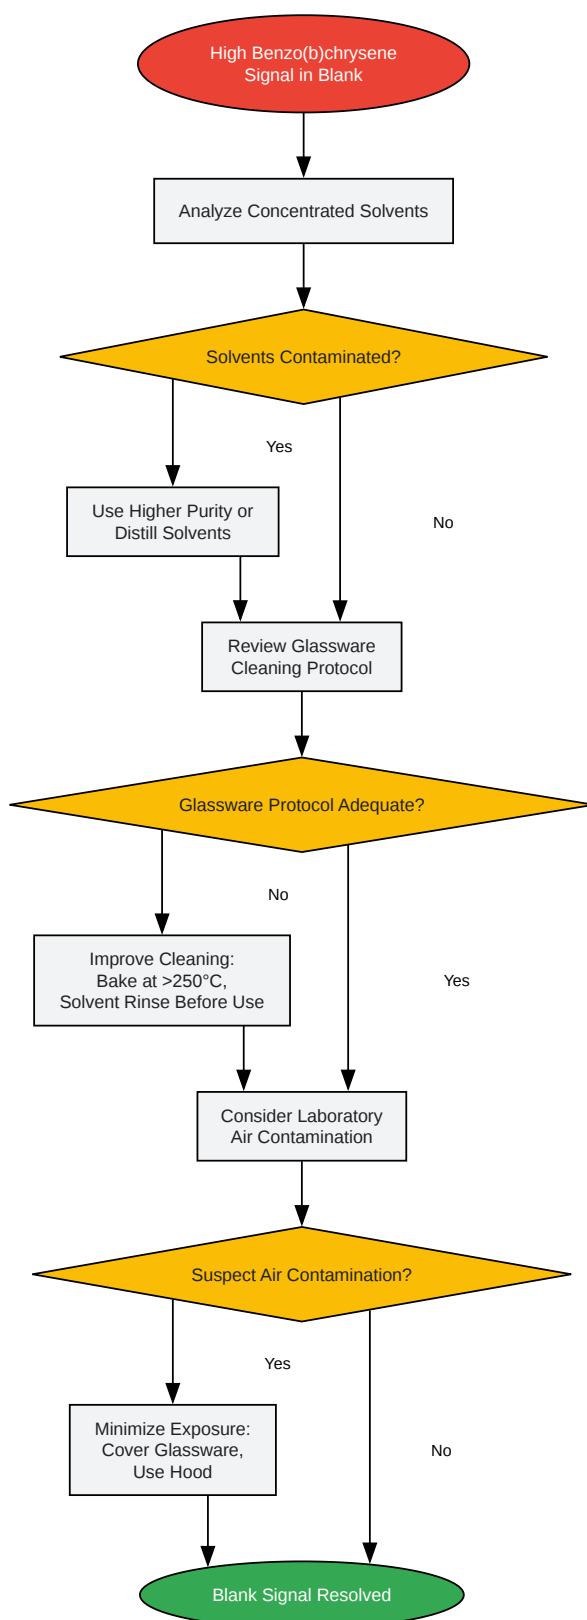 High Benzo(b)chrysene
Signal in Blank
Analyze Concentrated Solvents
Solvents Contaminated?
Yes
Use Higher Purity or
Distill Solvents
No
Review Glassware
Cleaning Protocol
Glassware Protocol Adequate?
No
Improve Cleaning:
Bake at >250°C,
Solvent Rinse Before Use
Yes
Consider Laboratory
Air Contamination
Suspect Air Contamination?
Yes
Minimize Exposure:
Cover Glassware,
Use Hood
No
Blank Signal Resolved